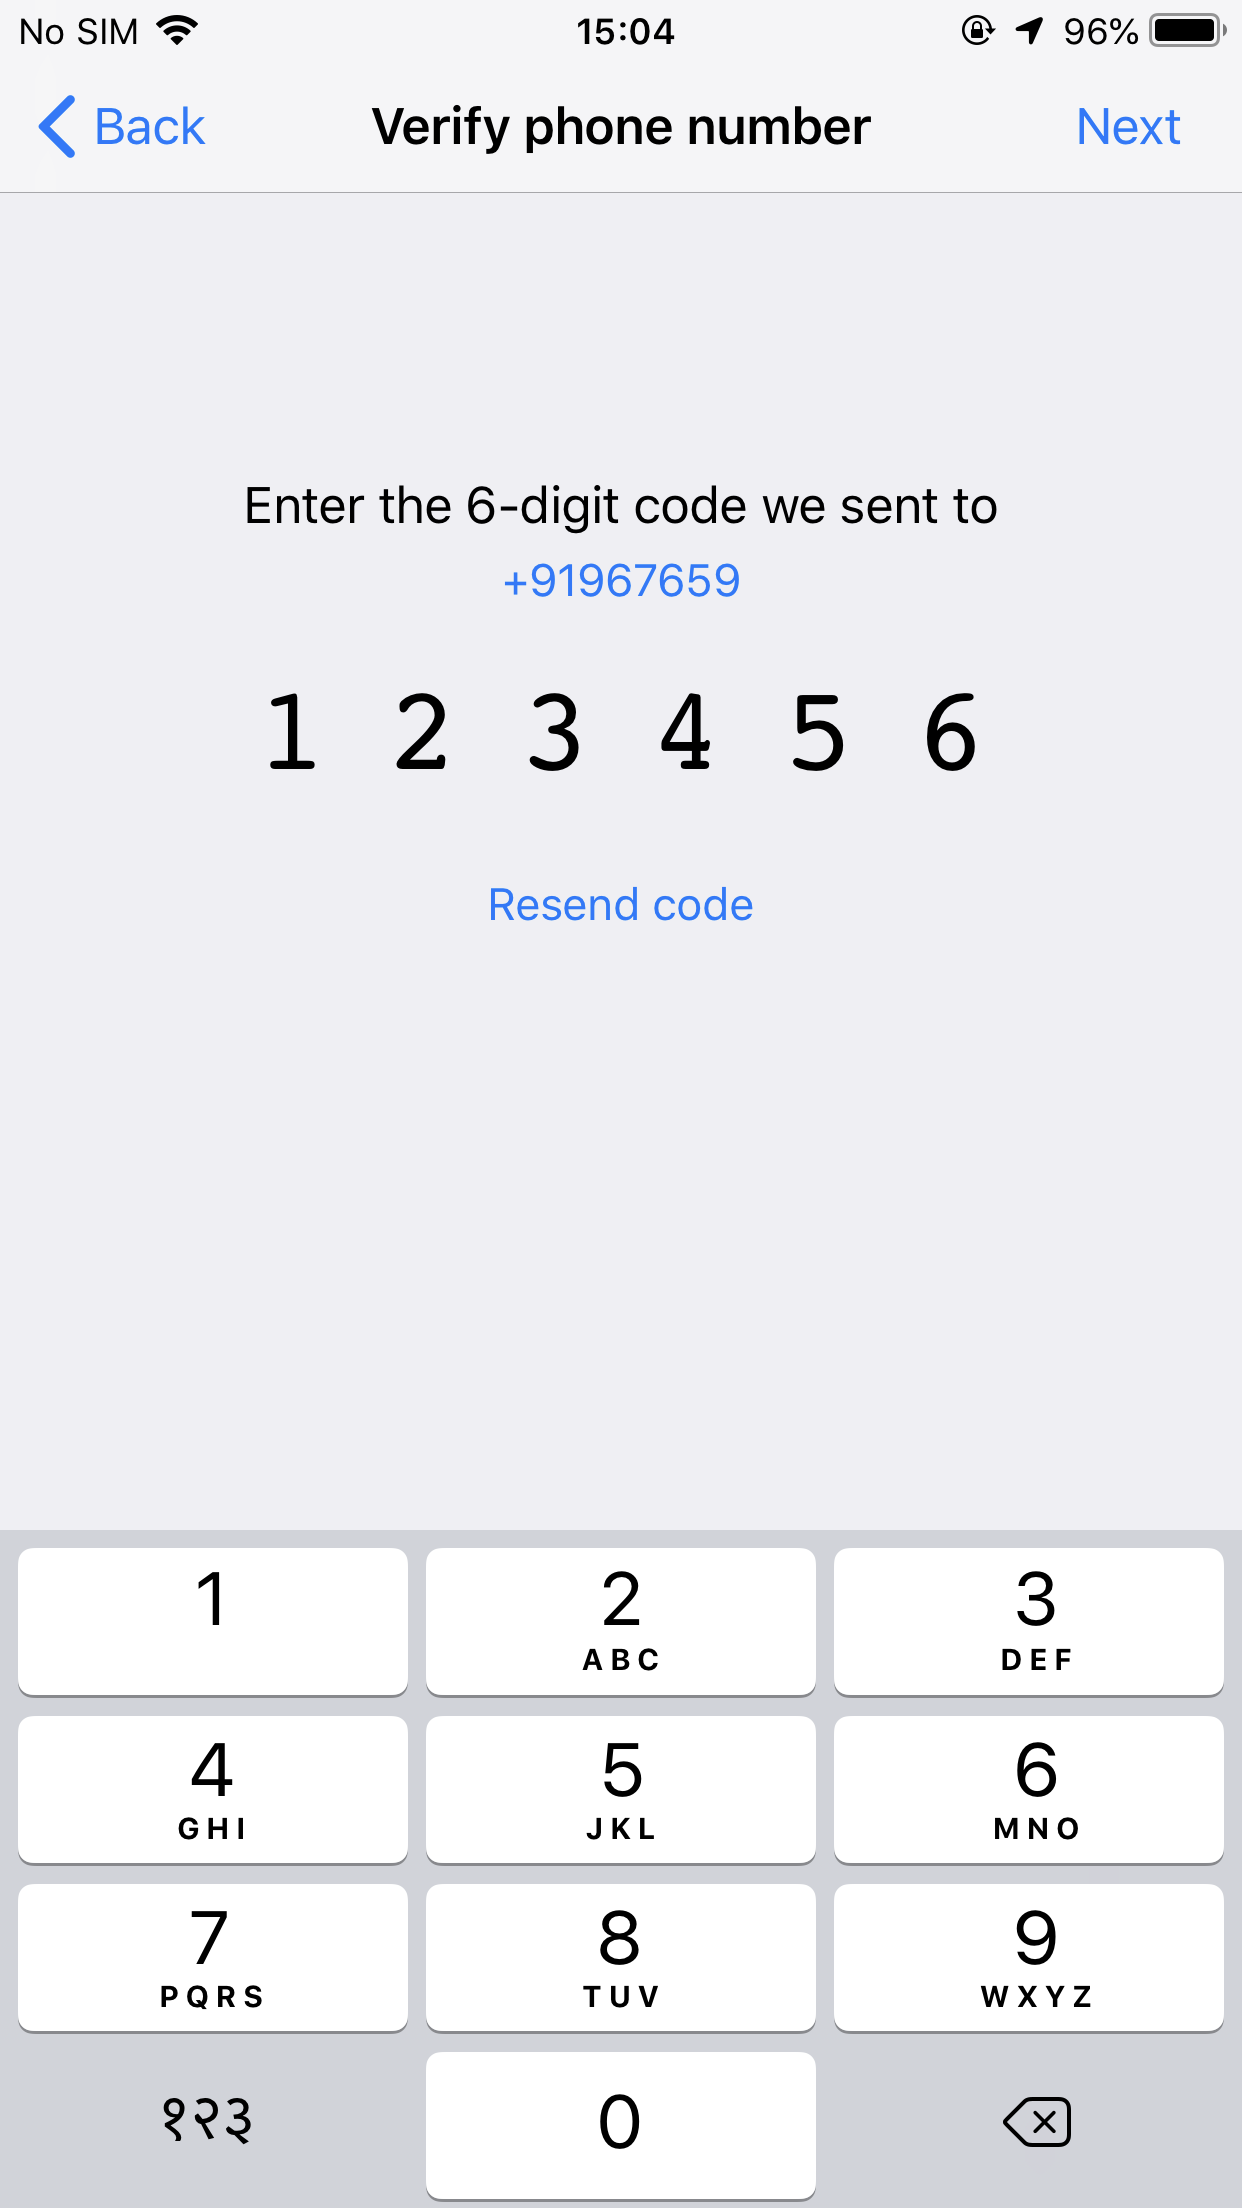 No SIM 15:04 96%
Back Verify phone number Next
Enter the 6-digit code we sent to
+91967659
1 2 3 4 5 6
Resend code
1 2 3
ABC DEF
4 5 6
GHI JKL MNO
7 8 9
PQRS TUV WXYZ
१२३ 0